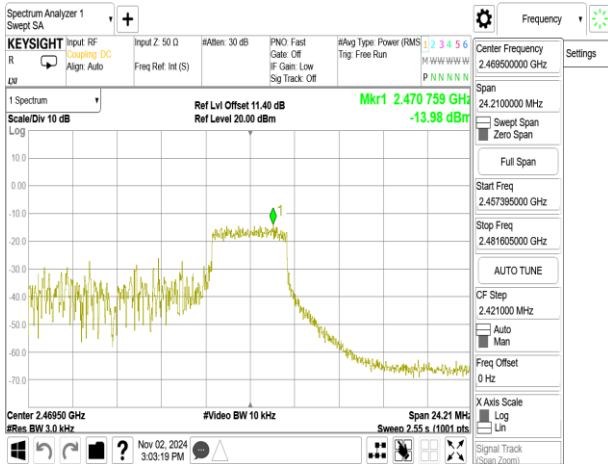 Spectrum Analyzer 1
Swept SA
+
Frequency
KEYSIGHT
R
LXI
Input: RF
Coupling: DC
Align: Auto
Input Z: 50 Ω
Freq Ref: Int (S)
#Atten: 30 dB
PNO: Fast
Gate: Off
IF Gain: Low
Sig Track: Off
#Avg Type: Power (RMS
Trig: Free Run
1 2 3 4 5 6
M W W W W W
P N N N N N
1 Spectrum
Scale/Div 10 dB
Ref Lvl Offset 11.40 dB
Ref Level 20.00 dBm
Mkr1 2.470 759 GHz
-13.98 dBm
Log
10.0
0.00
-10.0
-20.0
-30.0
-40.0
-50.0
-60.0
-70.0
1
Center 2.46950 GHz
#Res BW 3.0 kHz
#Video BW 10 kHz
Span 24.21 MHz
Sweep 2.55 s (1001 pts
Nov 02, 2024
3:03:19 PM
?
Center Frequency
2.469500000 GHz
Settings
Span
24.2100000 MHz
Swept Span
Zero Span
Full Span
Start Freq
2.457395000 GHz
Stop Freq
2.481605000 GHz
AUTO TUNE
CF Step
2.421000 MHz
Auto
Man
Freq Offset
0 Hz
X Axis Scale
Log
Lin
Signal Track
(Span Zoom)